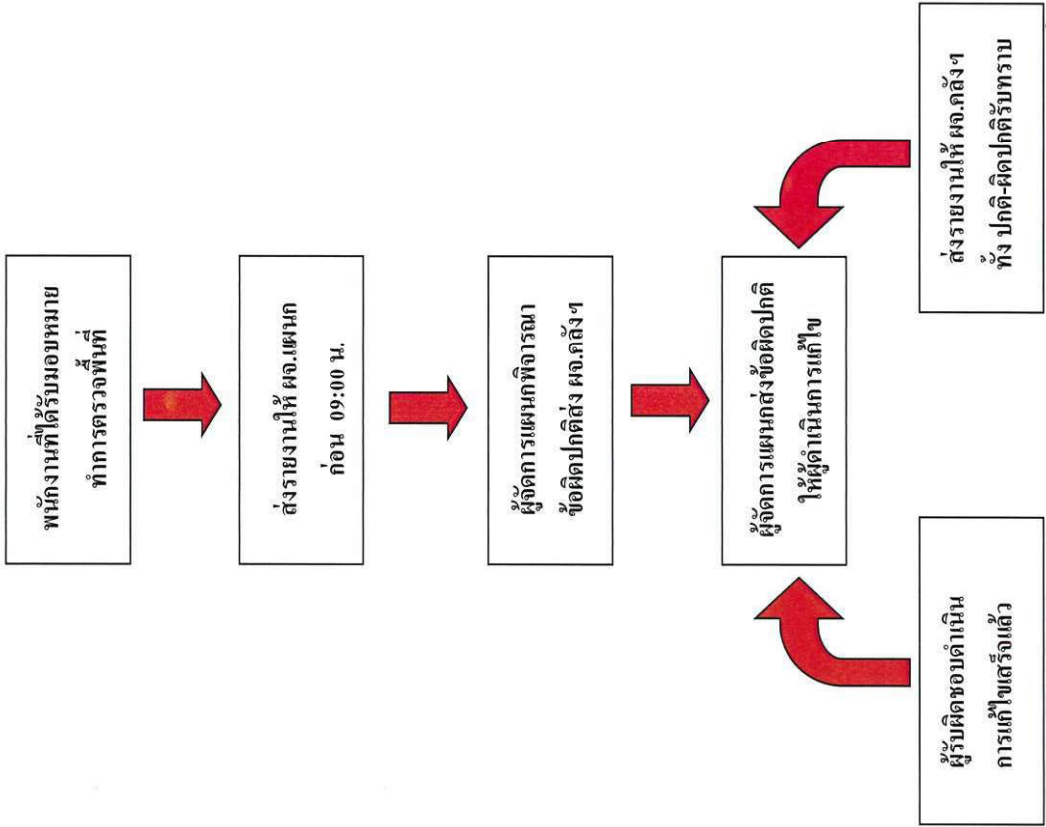 พนักงานที่ได้รับมอบหมาย
ทำการตรวจพื้นที่
ส่งรายงานให้ ผจ.แผนก
ก่อน 09:00 น.
ผู้จัดการแผนกพิจารณา
ข้อผิดปกติส่ง ผจ.คลังฯ
ผู้จัดการแผนกส่งข้อผิดปกติ
ให้ผู้ดำเนินการแก้ไข
ผู้รับผิดชอบดำเนิน
การแก้ไขเสร็จแล้ว
ส่งรายงานให้ ผจ.คลังฯ
ทั้ง ปกติ-ผิดปกติรับทราบ